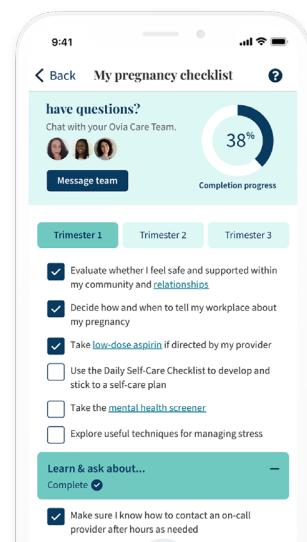 9:41
Back My pregnancy checklist ?
have questions?
Chat with your Ovia Care Team.
Message team
38%
Completion progress
Trimester 1 Trimester 2 Trimester 3
Evaluate whether I feel safe and supported within
my community and relationships
Decide how and when to tell my workplace about
my pregnancy
Take low-dose aspirin if directed by my provider
Use the Daily Self-Care Checklist to develop and
stick to a self-care plan
Take the mental health screener
Explore useful techniques for managing stress
Learn & ask about...
Complete
Make sure I know how to contact an on-call
provider after hours as needed